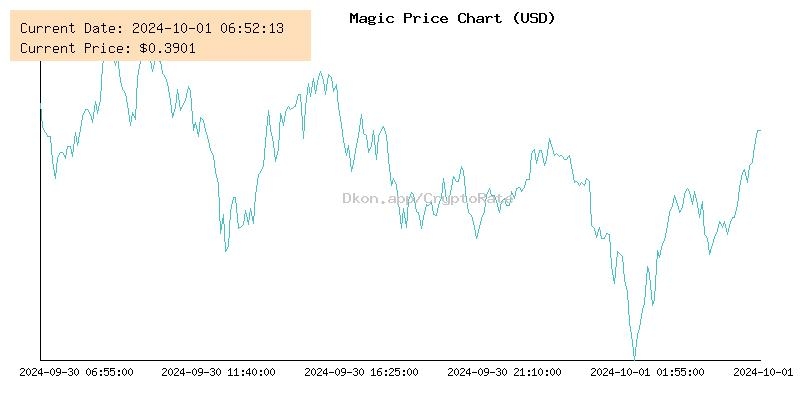 Magic Price Chart (USD)
Current Date: 2024-10-01 06:52:13
Current Price: $0.3901
Dkon.app/CryptoRate
2024-09-30 06:55:00 2024-09-30 11:40:00 2024-09-30 16:25:00 2024-09-30 21:10:00 2024-10-01 01:55:00 2024-10-01